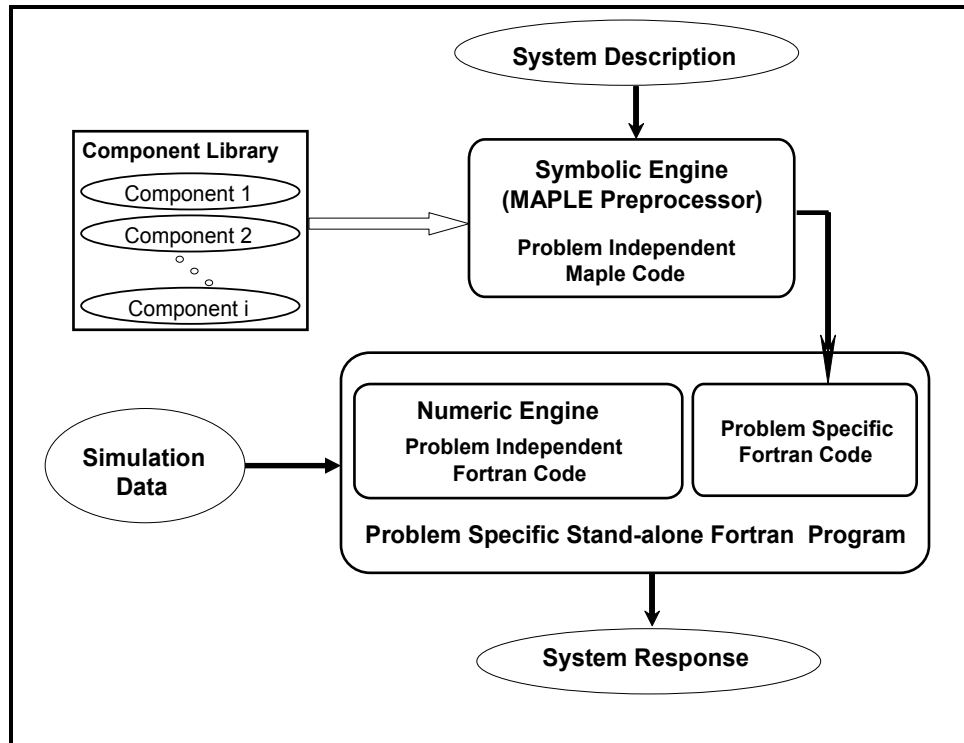 System Description
Component Library
Component 1
Component 2
Component i
Symbolic Engine
(MAPLE Preprocessor)
Problem Independent
Maple Code
Simulation
Data
Numeric Engine
Problem Independent
Fortran Code
Problem Specific
Fortran Code
Problem Specific Stand-alone Fortran Program
System Response